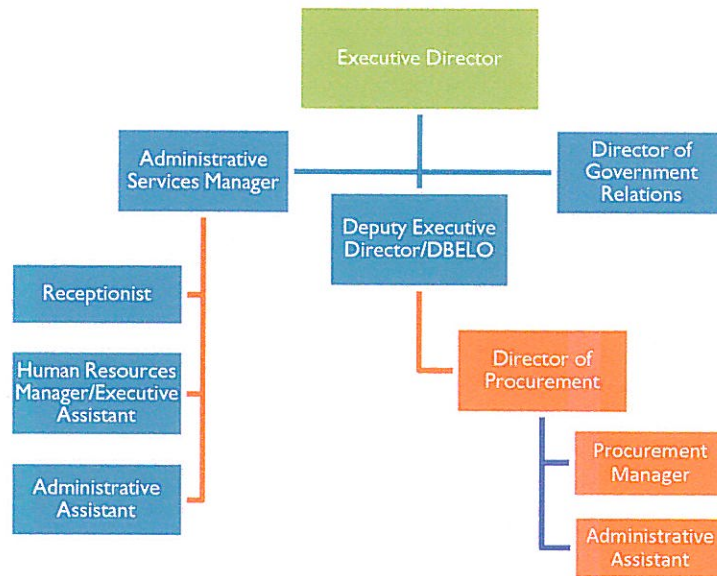 Executive Director
Administrative
Services Manager
Director of
Government
Relations
Deputy Executive
Director/DBELO
Receptionist
Human Resources
Manager/Executive
Assistant
Administrative
Assistant
Director of
Procurement
Procurement
Manager
Administrative
Assistant